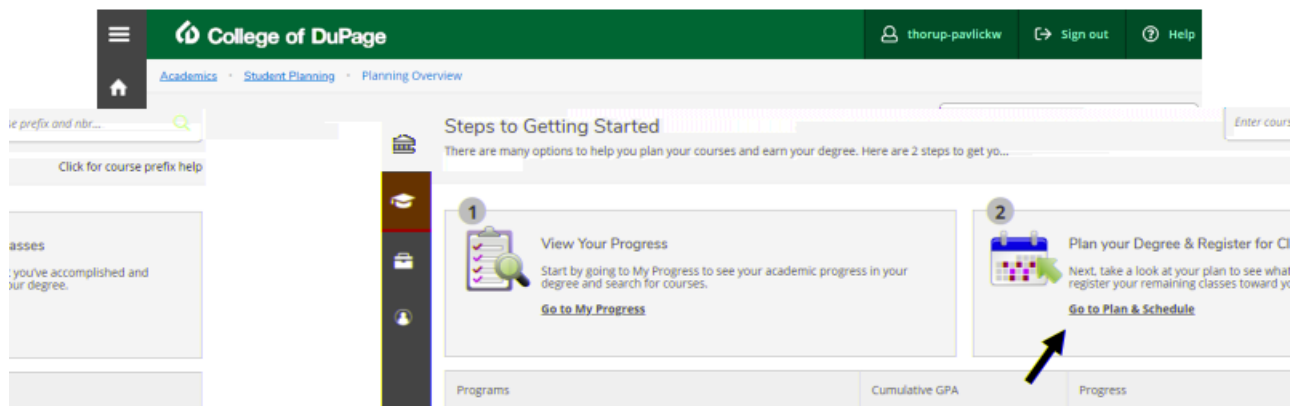 College of DuPage
thorup-pavlickw
Sign out
Help
Academics · Student Planning · Planning Overview
se prefix and nbr...
Click for course prefix help
Steps to Getting Started
Enter cours
There are many options to help you plan your courses and earn your degree. Here are 2 steps to get yo...
asses
you've accomplished and
our degree.
1
View Your Progress
Start by going to My Progress to see your academic progress in your
degree and search for courses.
Go to My Progress
2
Plan your Degree & Register for Cl
Next, take a look at your plan to see what
register your remaining classes toward yo
Go to Plan & Schedule
Programs
Cumulative GPA
Progress